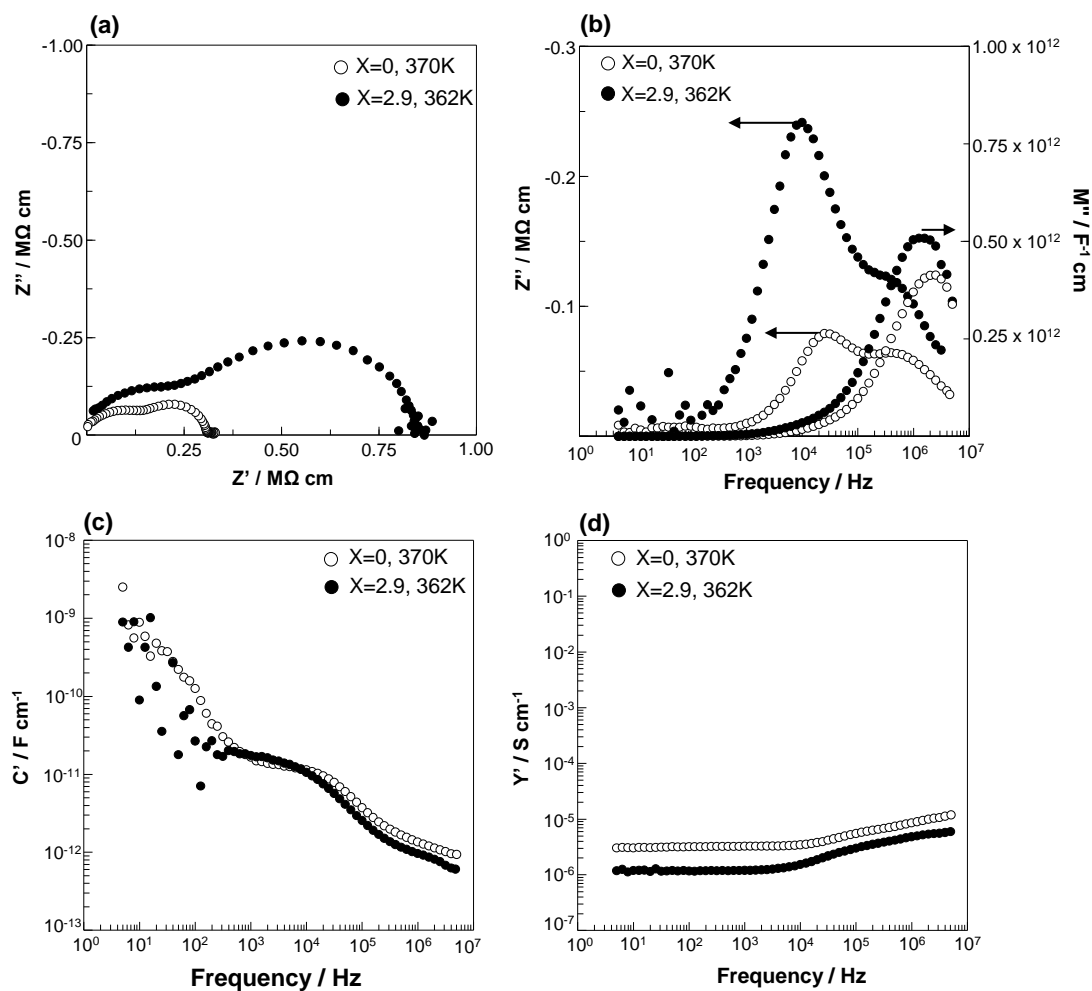 (a)
-1.00
-0.75
-0.50
-0.25
0
0.25
0.50
0.75
1.00
Z'' / MΩ cm
Z' / MΩ cm
X=0, 370K
X=2.9, 362K
(b)
-0.3
-0.2
-0.1
1.00 x 10¹²
0.75 x 10¹²
0.50 x 10¹²
0.25 x 10¹²
Z'' / MΩ cm
M'' / F⁻¹ cm
X=0, 370K
X=2.9, 362K
10⁰ 10¹ 10² 10³ 10⁴ 10⁵ 10⁶ 10⁷
Frequency / Hz
(c)
10⁻⁸
10⁻⁹
10⁻¹⁰
10⁻¹¹
10⁻¹²
10⁻¹³
C' / F cm⁻¹
X=0, 370K
X=2.9, 362K
10⁰ 10¹ 10² 10³ 10⁴ 10⁵ 10⁶ 10⁷
Frequency / Hz
(d)
10⁰
10⁻¹
10⁻²
10⁻³
10⁻⁴
10⁻⁵
10⁻⁶
10⁻⁷
Y' / S cm⁻¹
X=0, 370K
X=2.9, 362K
10⁰ 10¹ 10² 10³ 10⁴ 10⁵ 10⁶ 10⁷
Frequency / Hz